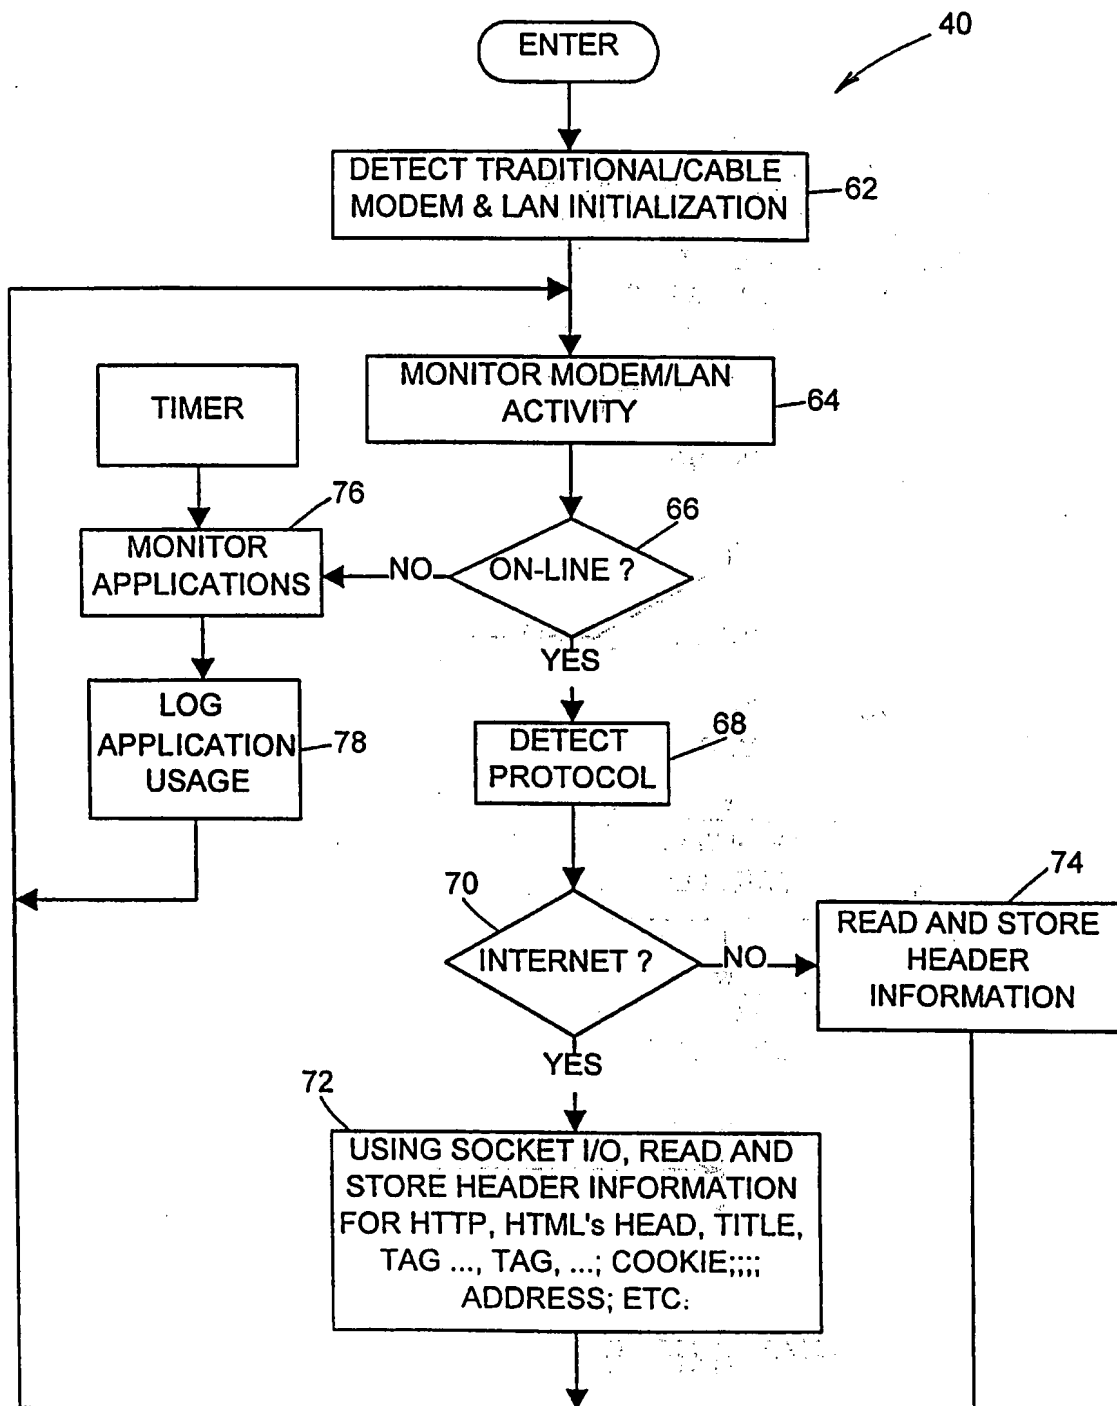 ENTER
40
DETECT TRADITIONAL/CABLE
MODEM & LAN INITIALIZATION
62
MONITOR MODEM/LAN
ACTIVITY
64
TIMER
76
MONITOR
APPLICATIONS
NO
ON-LINE ?
66
YES
LOG
APPLICATION
USAGE
78
DETECT
PROTOCOL
68
70
INTERNET ?
NO
74
READ AND STORE
HEADER
INFORMATION
YES
72
USING SOCKET I/O, READ AND
STORE HEADER INFORMATION
FOR HTTP, HTML's HEAD, TITLE,
TAG ..., TAG, ...; COOKIE;;;;
ADDRESS; ETC.